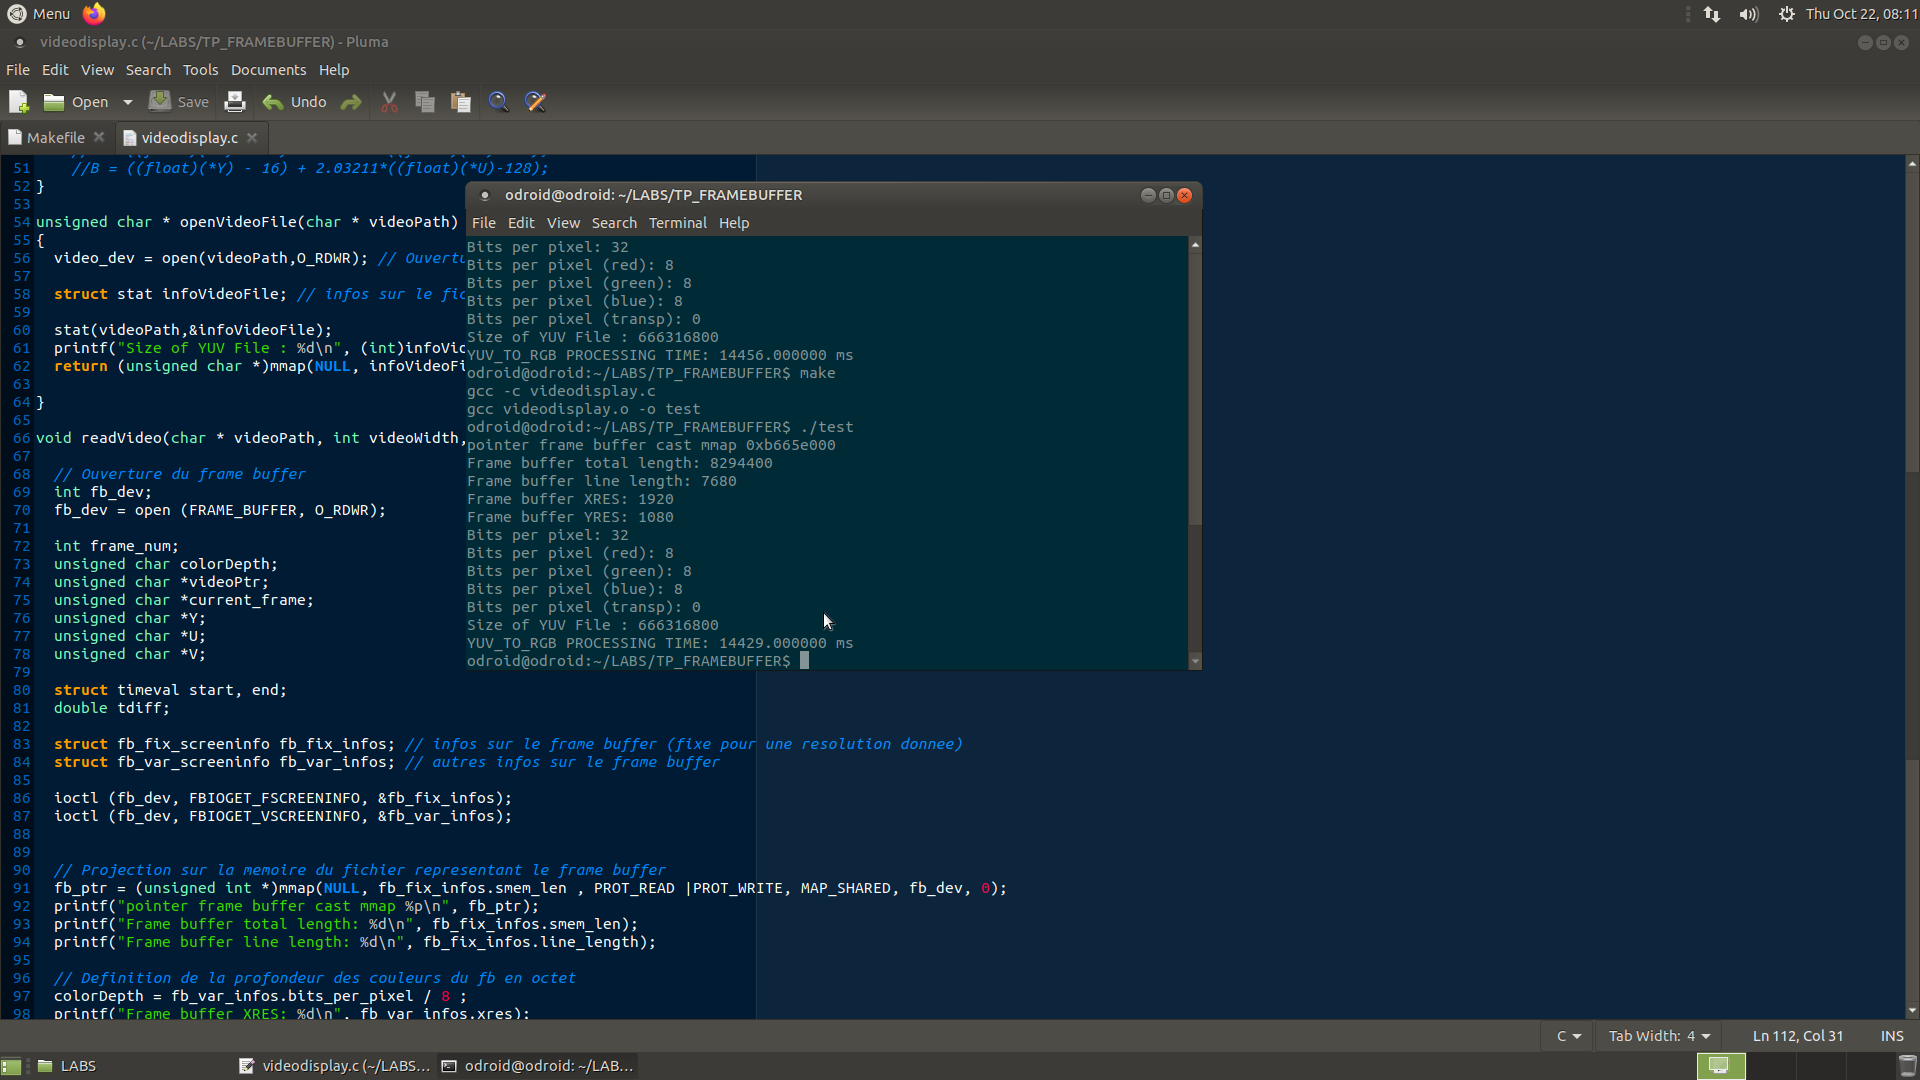 Menu
Thu Oct 22, 08:11
videodisplay.c (~/LABS/TP_FRAMEBUFFER) - Pluma
File Edit View Search Tools Documents Help
Open Save Undo
Makefile videodisplay.c
51 //B = ((float)(*Y) - 16) + 2.03211*((float)(*U)-128);
52 }
53
54 unsigned char * openVideoFile(char * videoPath)
55 {
56 video_dev = open(videoPath,O_RDWR); // Ouvertu
57
58 struct stat infoVideoFile; // infos sur le fic
59
60 stat(videoPath,&infoVideoFile);
61 printf("Size of YUV File : %d\n", (int)infoVic
62 return (unsigned char *)mmap(NULL, infoVideoFi
63
64 }
65
66 void readVideo(char * videoPath, int videoWidth,
67
68 // Ouverture du frame buffer
69 int fb_dev;
70 fb_dev = open (FRAME_BUFFER, O_RDWR);
71
72 int frame_num;
73 unsigned char colorDepth;
74 unsigned char *videoPtr;
75 unsigned char *current_frame;
76 unsigned char *Y;
77 unsigned char *U;
78 unsigned char *V;
79
80 struct timeval start, end;
81 double tdiff;
82
83 struct fb_fix_screeninfo fb_fix_infos; // infos sur le frame buffer (fixe pour une resolution donnee)
84 struct fb_var_screeninfo fb_var_infos; // autres infos sur le frame buffer
85
86 ioctl (fb_dev, FBIOGET_FSCREENINFO, &fb_fix_infos);
87 ioctl (fb_dev, FBIOGET_VSCREENINFO, &fb_var_infos);
88
89
90 // Projection sur la memoire du fichier representant le frame buffer
91 fb_ptr = (unsigned int *)mmap(NULL, fb_fix_infos.smem_len , PROT_READ |PROT_WRITE, MAP_SHARED, fb_dev, 0);
92 printf("pointer frame buffer cast mmap %p\n", fb_ptr);
93 printf("Frame buffer total length: %d\n", fb_fix_infos.smem_len);
94 printf("Frame buffer line length: %d\n", fb_fix_infos.line_length);
95
96 // Definition de la profondeur des couleurs du fb en octet
97 colorDepth = fb_var_infos.bits_per_pixel / 8 ;
98 printf("Frame buffer XRES: %d\n", fb_var_infos.xres);
odroid@odroid: ~/LABS/TP_FRAMEBUFFER
File Edit View Search Terminal Help
Bits per pixel: 32
Bits per pixel (red): 8
Bits per pixel (green): 8
Bits per pixel (blue): 8
Bits per pixel (transp): 0
Size of YUV File : 666316800
YUV_TO_RGB PROCESSING TIME: 14456.000000 ms
odroid@odroid:~/LABS/TP_FRAMEBUFFER$ make
gcc -c videodisplay.c
gcc videodisplay.o -o test
odroid@odroid:~/LABS/TP_FRAMEBUFFER$ ./test
pointer frame buffer cast mmap 0xb665e000
Frame buffer total length: 8294400
Frame buffer line length: 7680
Frame buffer XRES: 1920
Frame buffer YRES: 1080
Bits per pixel: 32
Bits per pixel (red): 8
Bits per pixel (green): 8
Bits per pixel (blue): 8
Bits per pixel (transp): 0
Size of YUV File : 666316800
YUV_TO_RGB PROCESSING TIME: 14429.000000 ms
odroid@odroid:~/LABS/TP_FRAMEBUFFER$
C Tab Width: 4 Ln 112, Col 31 INS
LABS videodisplay.c (~/LABS... odroid@odroid: ~/LAB...